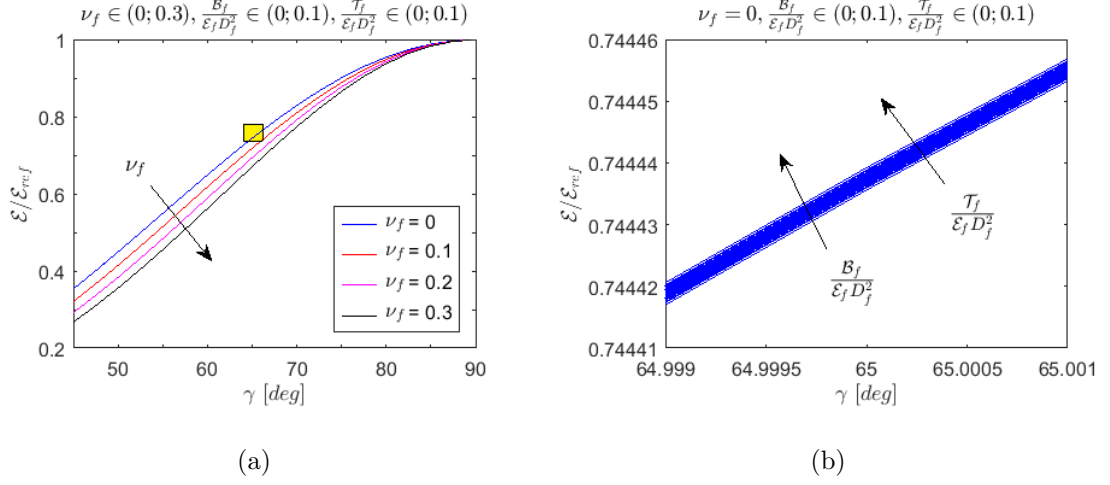 ν_f ∈ (0; 0.3), B_f/(E_f D_f^2) ∈ (0; 0.1), T_f/(E_f D_f^2) ∈ (0; 0.1)
1
0.8
0.6
0.4
0.2
E/E_ref
ν_f
ν_f = 0
ν_f = 0.1
ν_f = 0.2
ν_f = 0.3
50 60 70 80 90
γ [deg]
(a)
ν_f = 0, B_f/(E_f D_f^2) ∈ (0; 0.1), T_f/(E_f D_f^2) ∈ (0; 0.1)
0.74446
0.74445
0.74444
0.74443
0.74442
0.74441
E/E_ref
T_f/(E_f D_f^2)
B_f/(E_f D_f^2)
64.999 64.9995 65 65.0005 65.001
γ [deg]
(b)